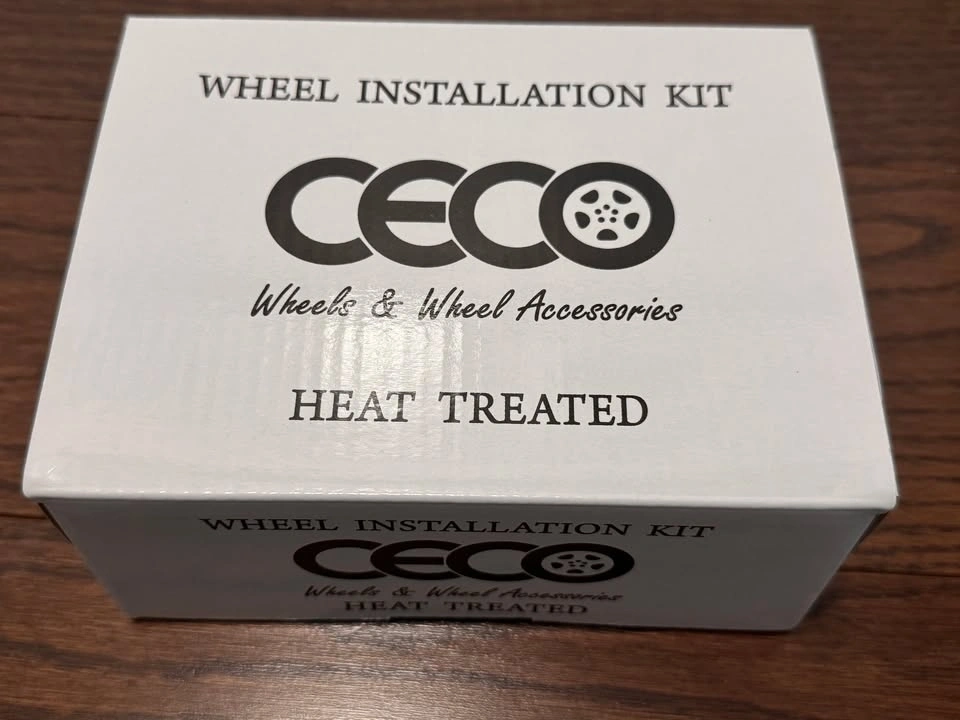 WHEEL INSTALLATION KIT
CECO
Wheels & Wheel Accessories
HEAT TREATED
WHEEL INSTALLATION KIT
CECO
Wheels & Wheel Accessories
HEAT TREATED